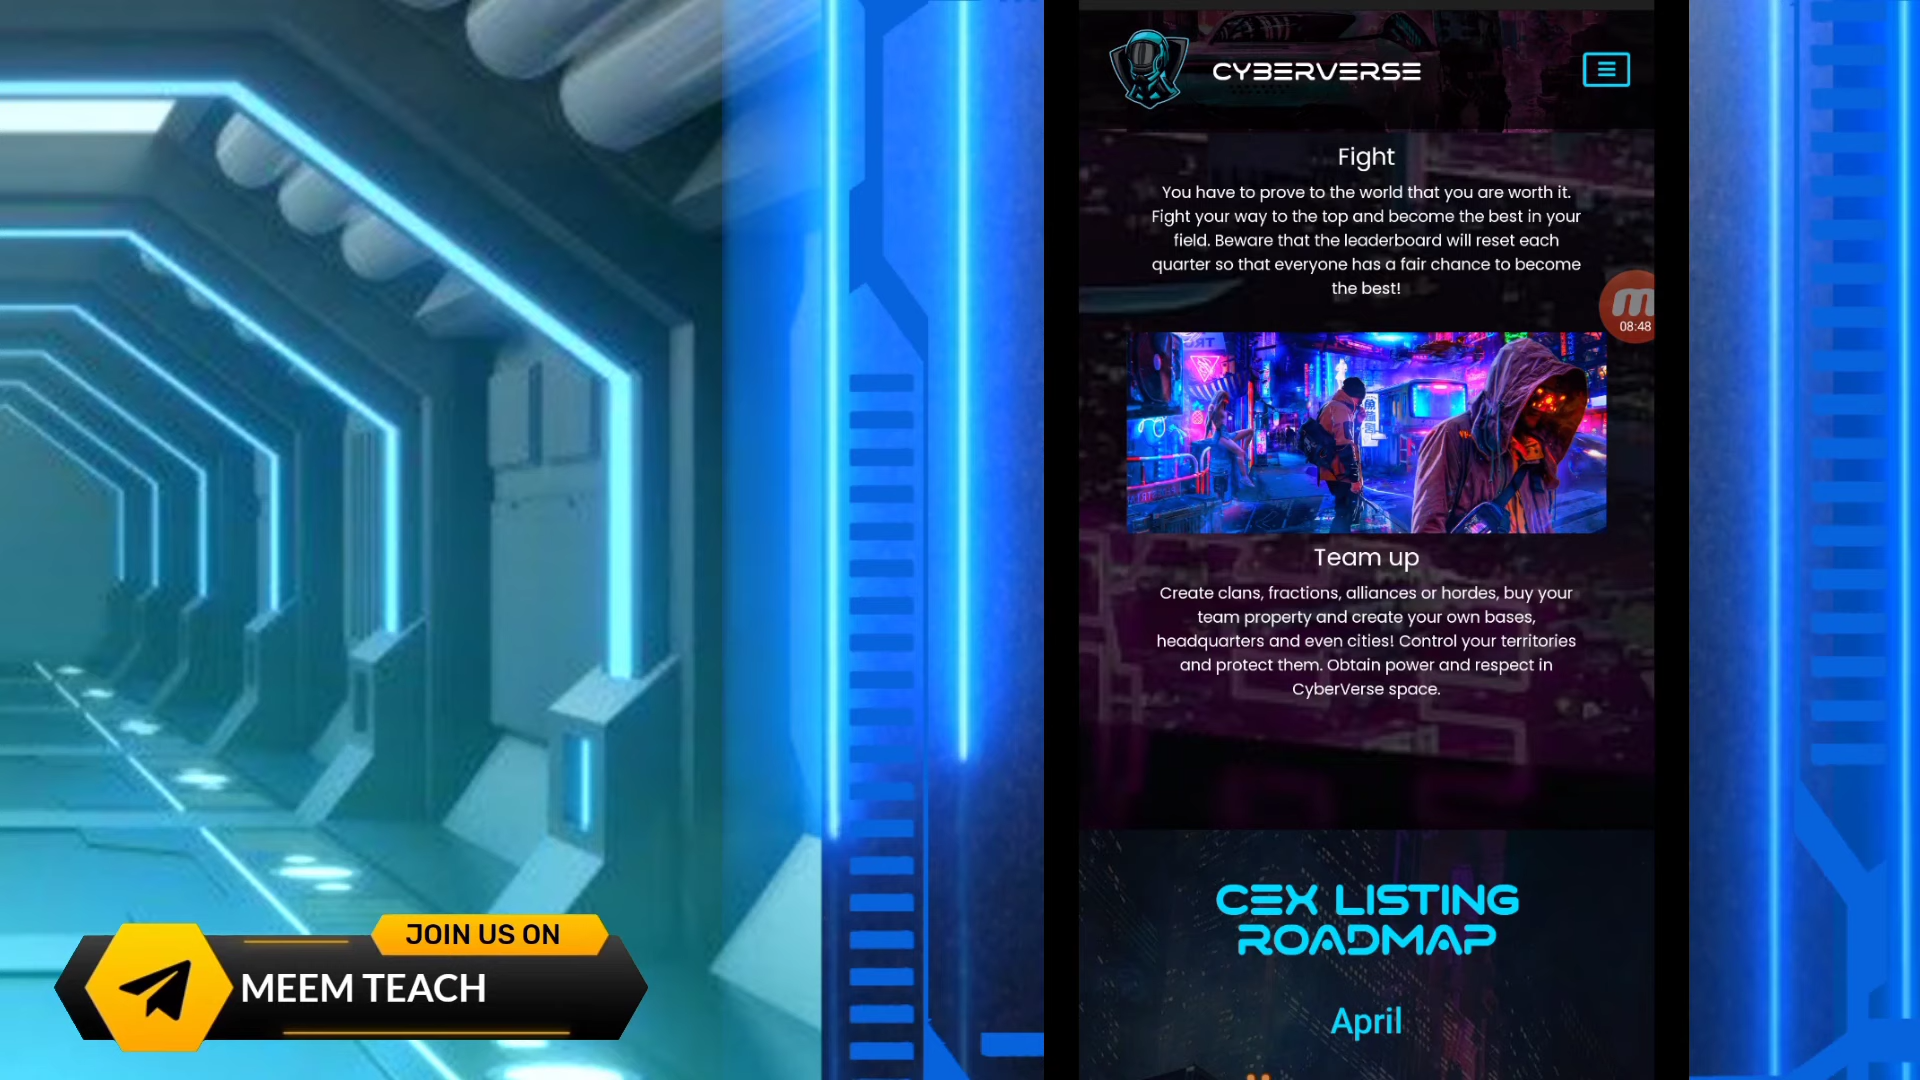 CYBERVERSE
Fight
You have to prove to the world that you are worth it.
Fight your way to the top and become the best in your
field. Beware that the leaderboard will reset each
quarter so that everyone has a fair chance to become
the best!
08:48
Team up
Create clans, fractions, alliances or hordes, buy your
team property and create your own bases,
headquarters and even cities! Control your territories
and protect them. Obtain power and respect in
CyberVerse space.
CEX LISTING
ROADMAP
April
JOIN US ON
MEEM TEACH